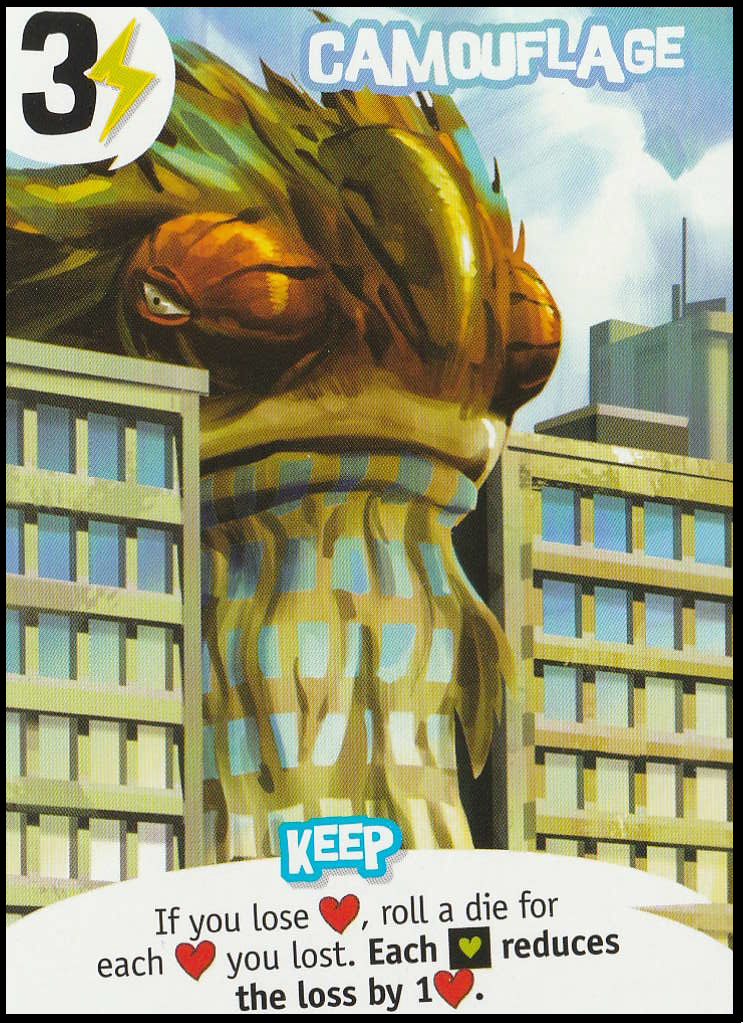 3
CAMOUFLAGE
KEEP
If you lose ❤, roll a die for
each ❤ you lost. Each ♥ reduces
the loss by 1❤.